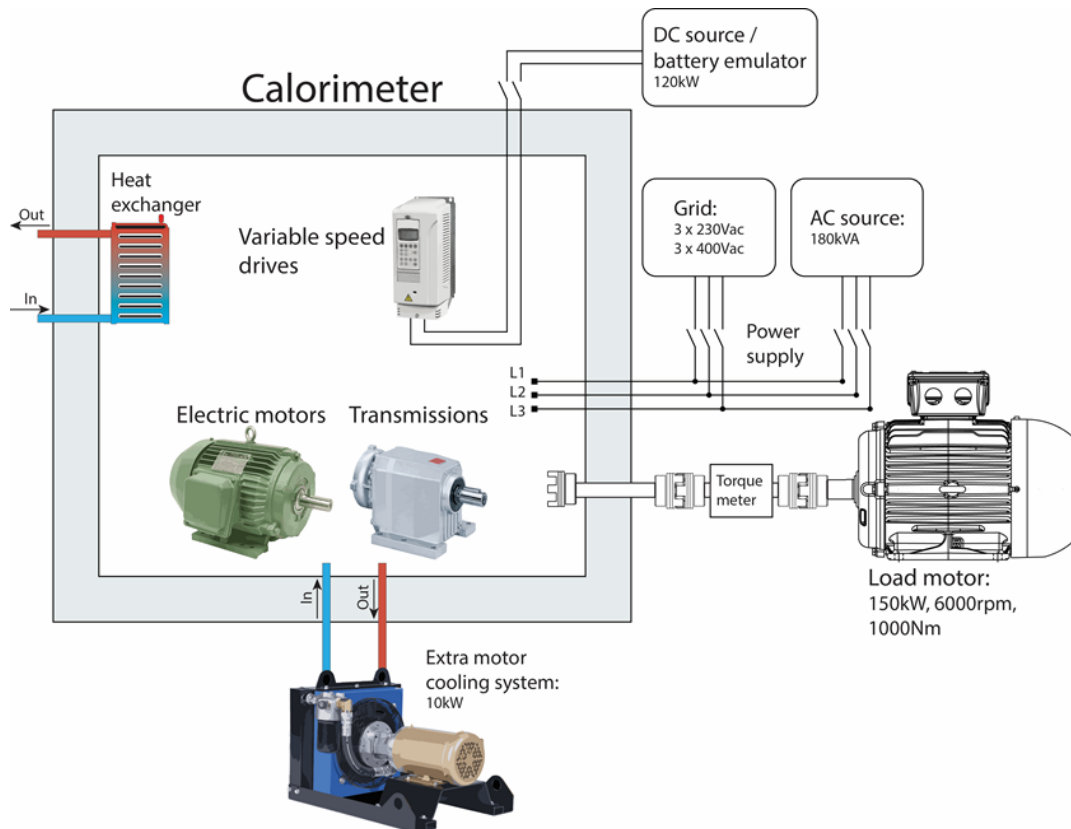 DC source /
battery emulator
120kW
Calorimeter
Heat
exchanger
Out
In
Variable speed
drives
Grid:
3 x 230Vac
3 x 400Vac
AC source:
180kVA
Power
supply
L1
L2
L3
Electric motors
Transmissions
Torque
meter
Load motor:
150kW, 6000rpm,
1000Nm
In
Out
Extra motor
cooling system:
10kW